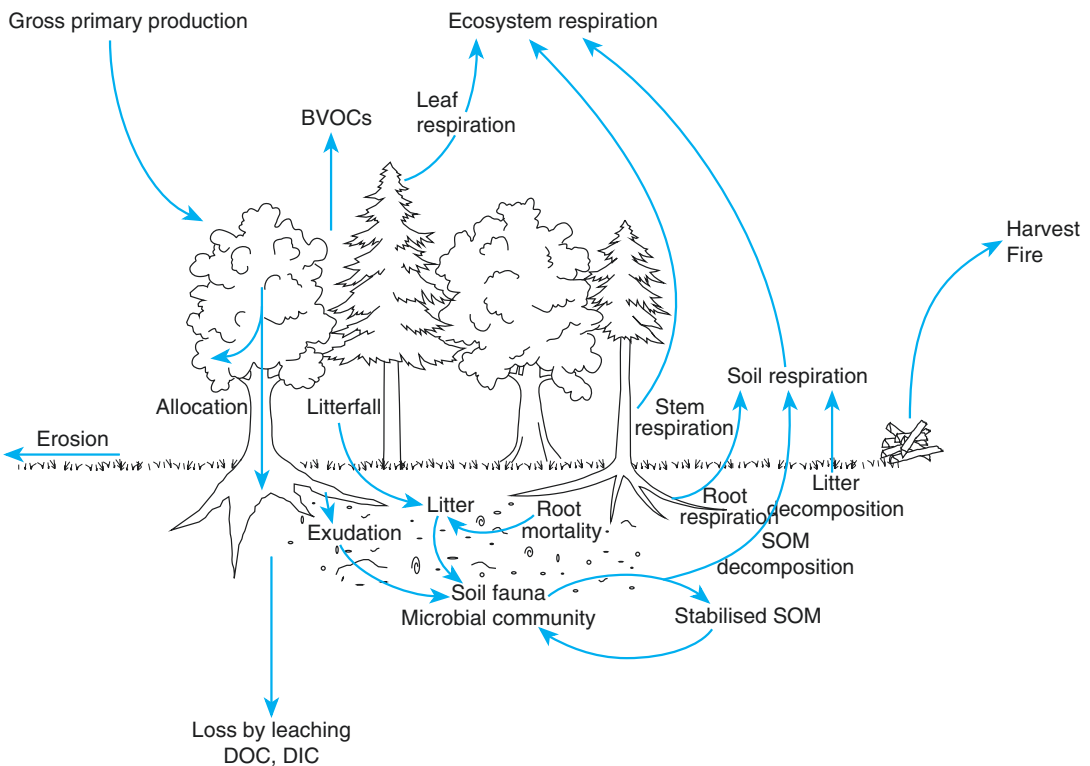 Gross primary production
Ecosystem respiration
Leaf
respiration
BVOCs
Harvest
Fire
Soil respiration
Allocation
Litterfall
Stem
respiration
Erosion
Litter
decomposition
Root
respiration
Litter
Root
mortality
Exudation
SOM
decomposition
Soil fauna
Microbial community
Stabilised SOM
Loss by leaching
DOC, DIC